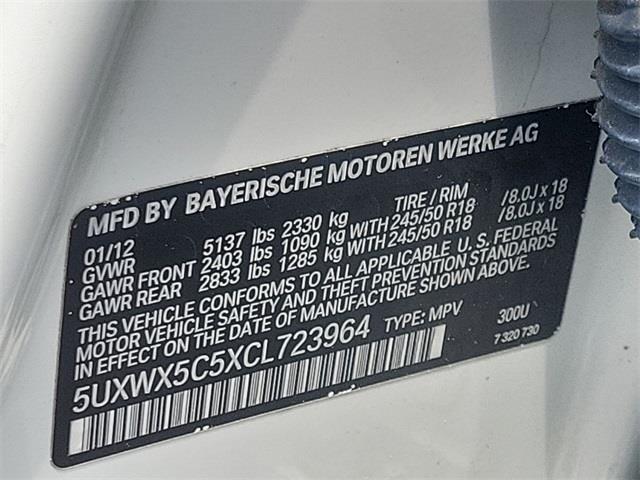 MFD BY BAYERISCHE MOTOREN WERKE AG
01/12 TIRE / RIM
GVWR 5137 lbs 2330 kg
GAWR FRONT 2403 lbs 1090 kg WITH 245/50 R18 /8.0J x 18
GAWR REAR 2833 lbs 1285 kg WITH 245/50 R18 /8.0J x 18
THIS VEHICLE CONFORMS TO ALL APPLICABLE U. S. FEDERAL
MOTOR VEHICLE SAFETY AND THEFT PREVENTION STANDARDS
IN EFFECT ON THE DATE OF MANUFACTURE SHOWN ABOVE.
5UXWX5C5XCL723964 TYPE: MPV 300U
7 320 730